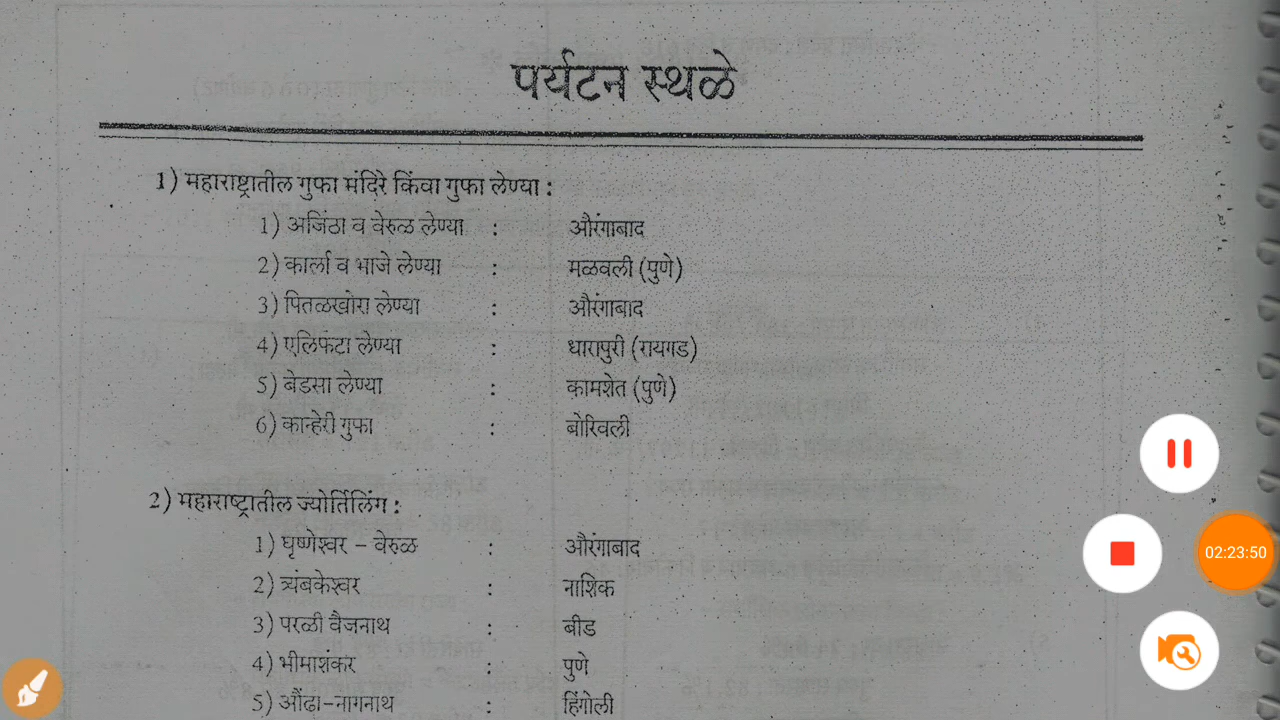 पर्यटन स्थळे
1) महाराष्ट्रातील गुफा मंदिरे किंवा गुफा लेण्या :
1) अजिंठा व वेरुळ लेण्या : औरंगाबाद
2) कार्ला व भाजे लेण्या : मळवली (पुणे)
3) पितळखोरा लेण्या : औरंगाबाद
4) एलिफंटा लेण्या : धारापुरी (रायगड)
5) बेडसा लेण्या : कामशेत (पुणे)
6) कान्हेरी गुफा : बोरिवली
2) महाराष्ट्रातील ज्योर्तिलिंग :
1) घृष्णेश्वर – वेरुळ : औरंगाबाद
2) त्र्यंबकेश्वर : नाशिक
3) परळी वैजनाथ : बीड
4) भीमाशंकर : पुणे
5) औंढा-नागनाथ : हिंगोली
02:23:50